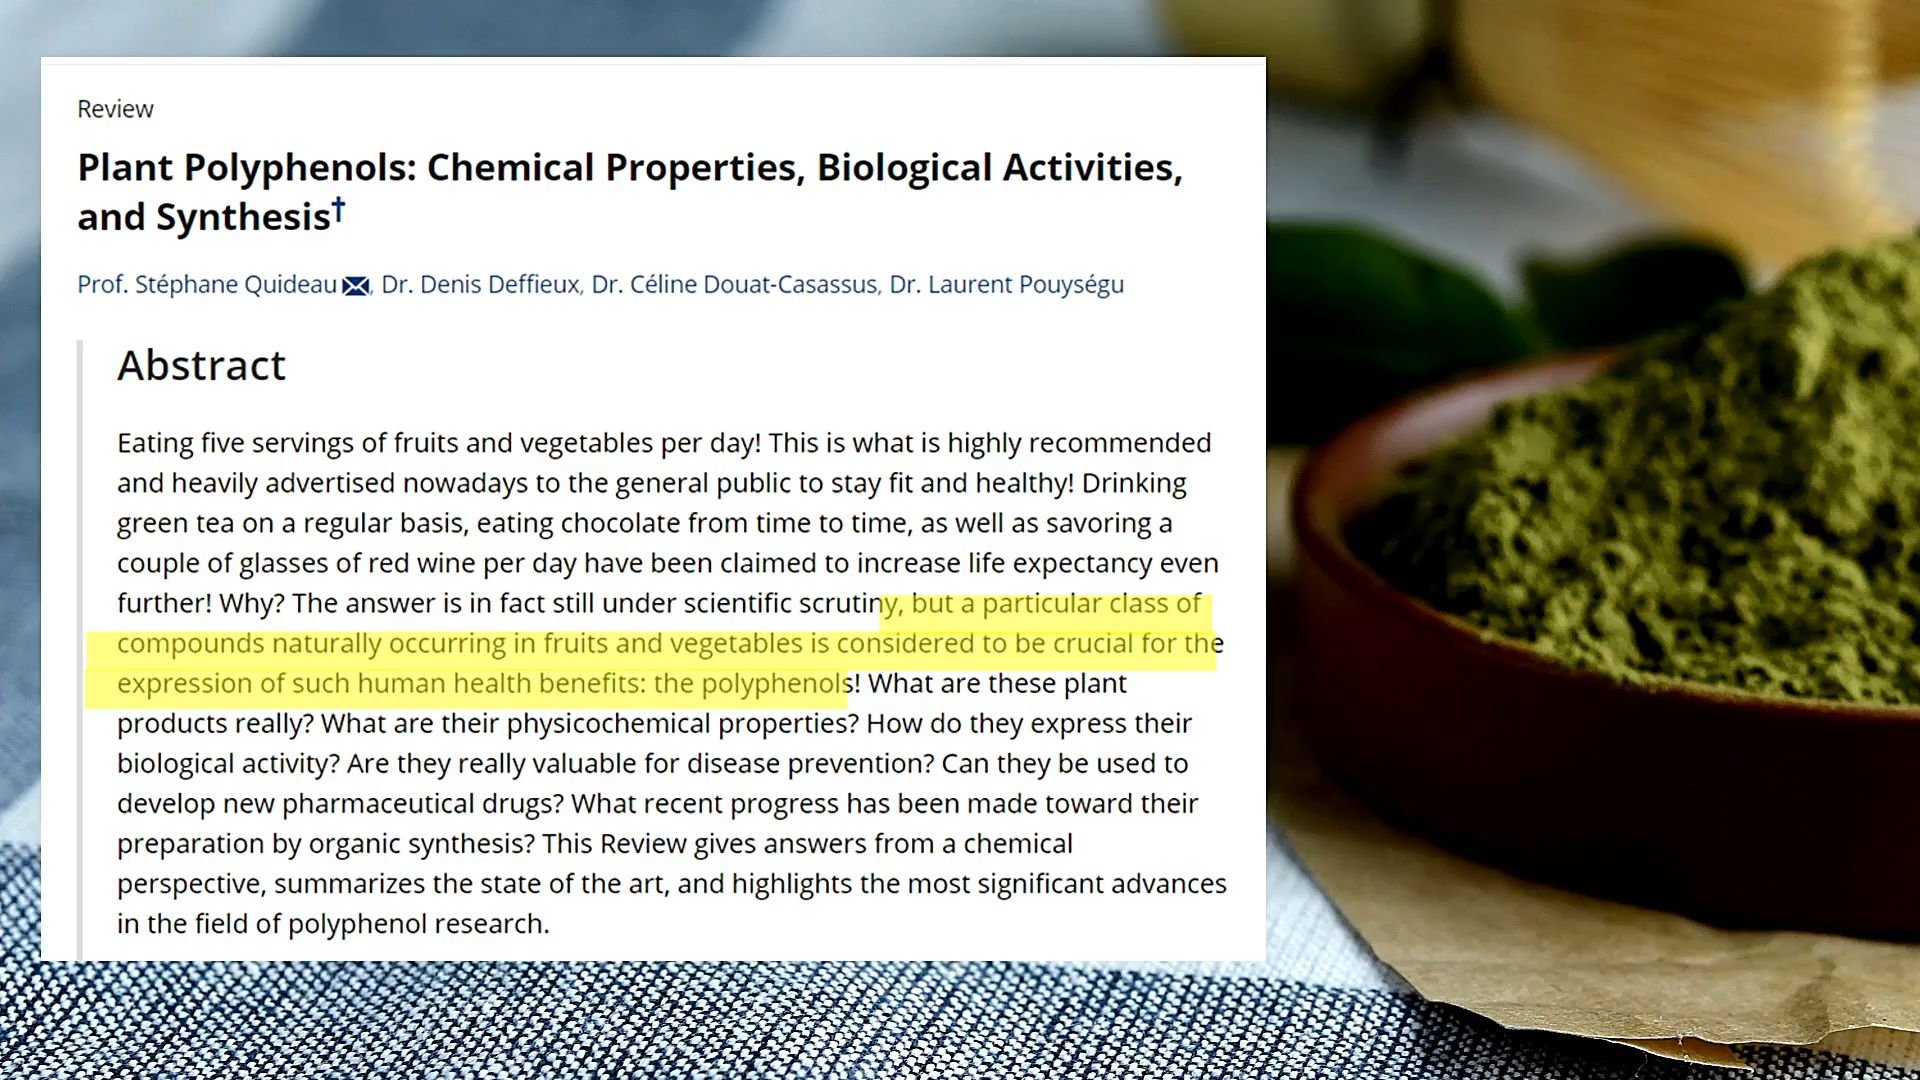 Review
Plant Polyphenols: Chemical Properties, Biological Activities,
and Synthesis†
Prof. Stéphane Quideau, Dr. Denis Deffieux, Dr. Céline Douat-Casassus, Dr. Laurent Pouységu
Abstract
Eating five servings of fruits and vegetables per day! This is what is highly recommended
and heavily advertised nowadays to the general public to stay fit and healthy! Drinking
green tea on a regular basis, eating chocolate from time to time, as well as savoring a
couple of glasses of red wine per day have been claimed to increase life expectancy even
further! Why? The answer is in fact still under scientific scrutiny, but a particular class of
compounds naturally occurring in fruits and vegetables is considered to be crucial for the
expression of such human health benefits: the polyphenols! What are these plant
products really? What are their physicochemical properties? How do they express their
biological activity? Are they really valuable for disease prevention? Can they be used to
develop new pharmaceutical drugs? What recent progress has been made toward their
preparation by organic synthesis? This Review gives answers from a chemical
perspective, summarizes the state of the art, and highlights the most significant advances
in the field of polyphenol research.